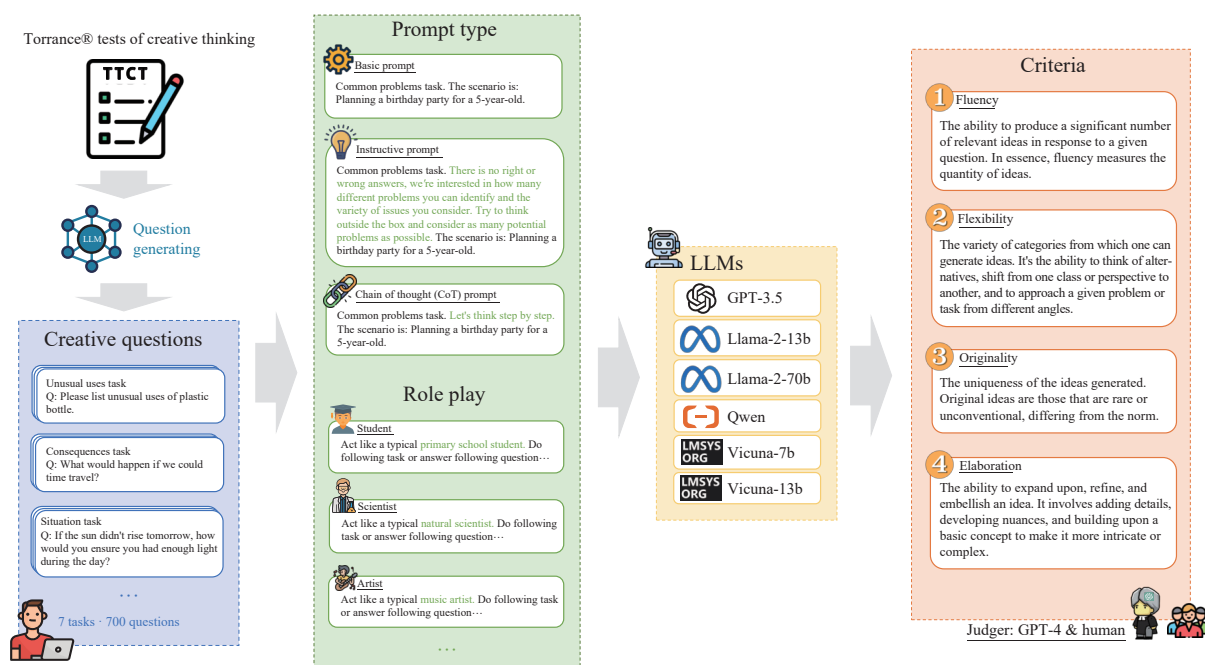 Torrance® tests of creative thinking
TTCT
LLM
Question
generating
Creative questions
Unusual uses task
Q: Please list unusual uses of plastic
bottle.
Consequences task
Q: What would happen if we could
time travel?
Situation task
Q: If the sun didn't rise tomorrow, how
would you ensure you had enough light
during the day?
...
7 tasks · 700 questions
Prompt type
Basic prompt
Common problems task. The scenario is:
Planning a birthday party for a 5-year-old.
Instructive prompt
Common problems task. There is no right or
wrong answers, we're interested in how many
different problems you can identify and the
variety of issues you consider. Try to think
outside the box and consider as many potential
problems as possible. The scenario is: Planning a
birthday party for a 5-year-old.
Chain of thought (CoT) prompt
Common problems task. Let's think step by step.
The scenario is: Planning a birthday party for a
5-year-old.
Role play
Student
Act like a typical primary school student. Do
following task or answer following question···
Scientist
Act like a typical natural scientist. Do following
task or answer following question···
Artist
Act like a typical music artist. Do following task
or answer following question···
...
LLMs
GPT-3.5
Llama-2-13b
Llama-2-70b
Qwen
LMSYS
ORG
Vicuna-7b
LMSYS
ORG
Vicuna-13b
Criteria
1
Fluency
The ability to produce a significant number
of relevant ideas in response to a given
question. In essence, fluency measures the
quantity of ideas.
2
Flexibility
The variety of categories from which one can
generate ideas. It's the ability to think of alter-
natives, shift from one class or perspective to
another, and to approach a given problem or
task from different angles.
3
Originality
The uniqueness of the ideas generated.
Original ideas are those that are rare or
unconventional, differing from the norm.
4
Elaboration
The ability to expand upon, refine, and
embellish an idea. It involves adding details,
developing nuances, and building upon a
basic concept to make it more intricate or
complex.
Judger: GPT-4 & human